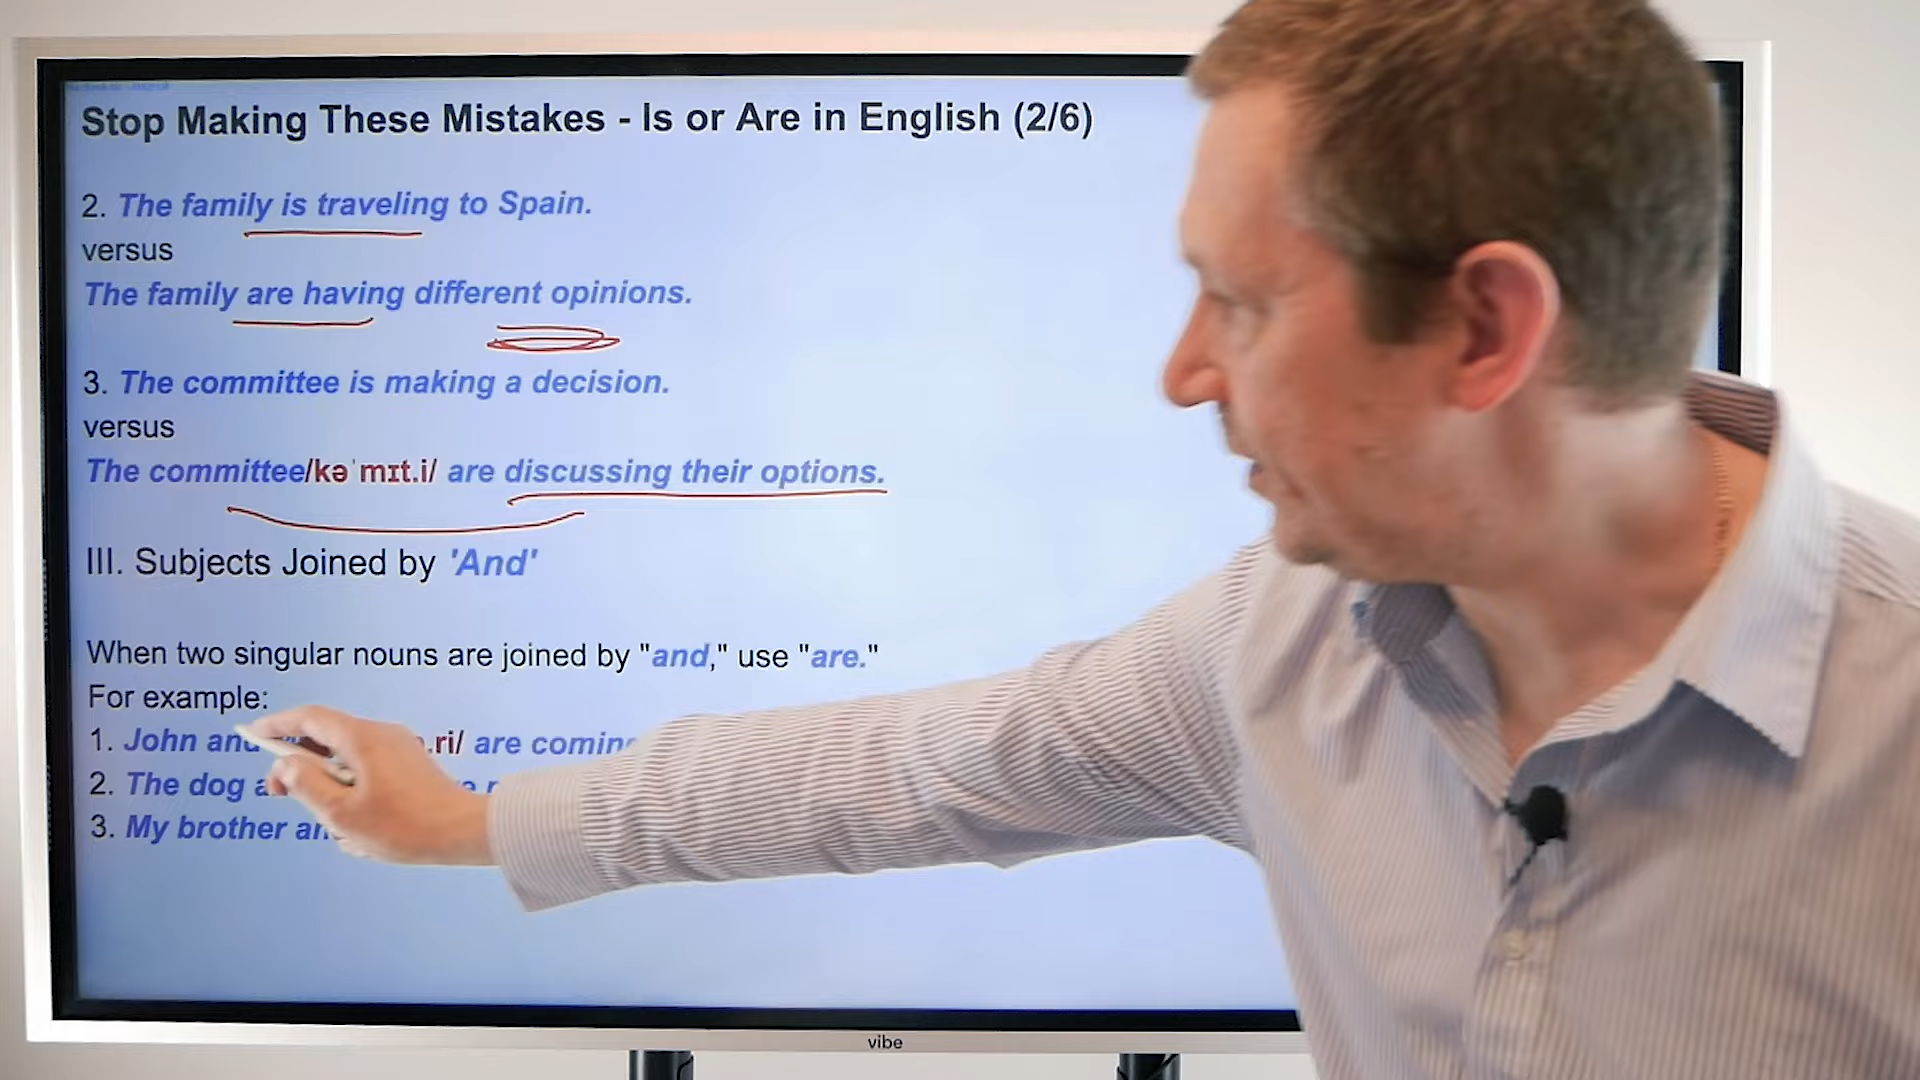 Stop Making These Mistakes - Is or Are in English (2/6)
2. The family is traveling to Spain.
versus
The family are having different opinions.
3. The committee is making a decision.
versus
The committee/kəˈmɪt.i/ are discussing their options.
III. Subjects Joined by 'And'
When two singular nouns are joined by "and," use "are."
For example:
1. John and .ri/ are coming
2. The dog
3. My brother
vibe